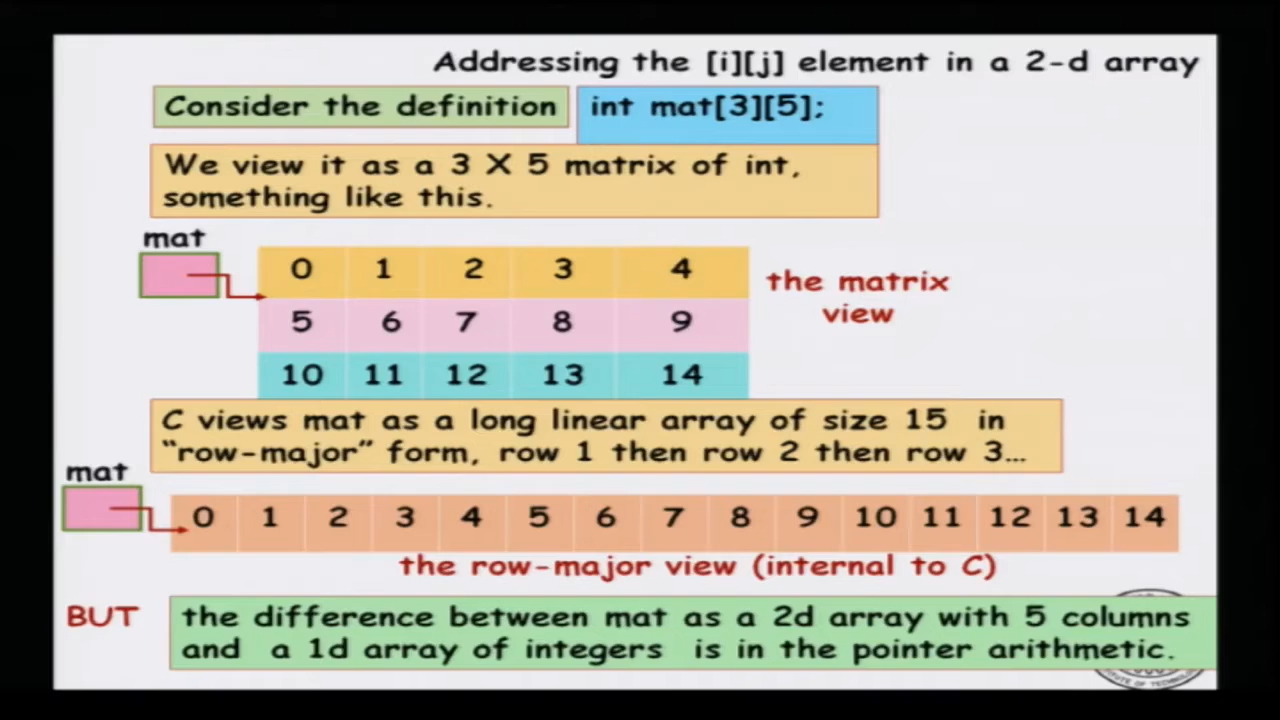 Addressing the [i][j] element in a 2-d array
Consider the definition
int mat[3][5];
We view it as a 3 X 5 matrix of int,
something like this.
mat
0 1 2 3 4
5 6 7 8 9
10 11 12 13 14
the matrix
view
C views mat as a long linear array of size 15 in
“row-major” form, row 1 then row 2 then row 3...
mat
0 1 2 3 4 5 6 7 8 9 10 11 12 13 14
the row-major view (internal to C)
BUT
the difference between mat as a 2d array with 5 columns
and a 1d array of integers is in the pointer arithmetic.